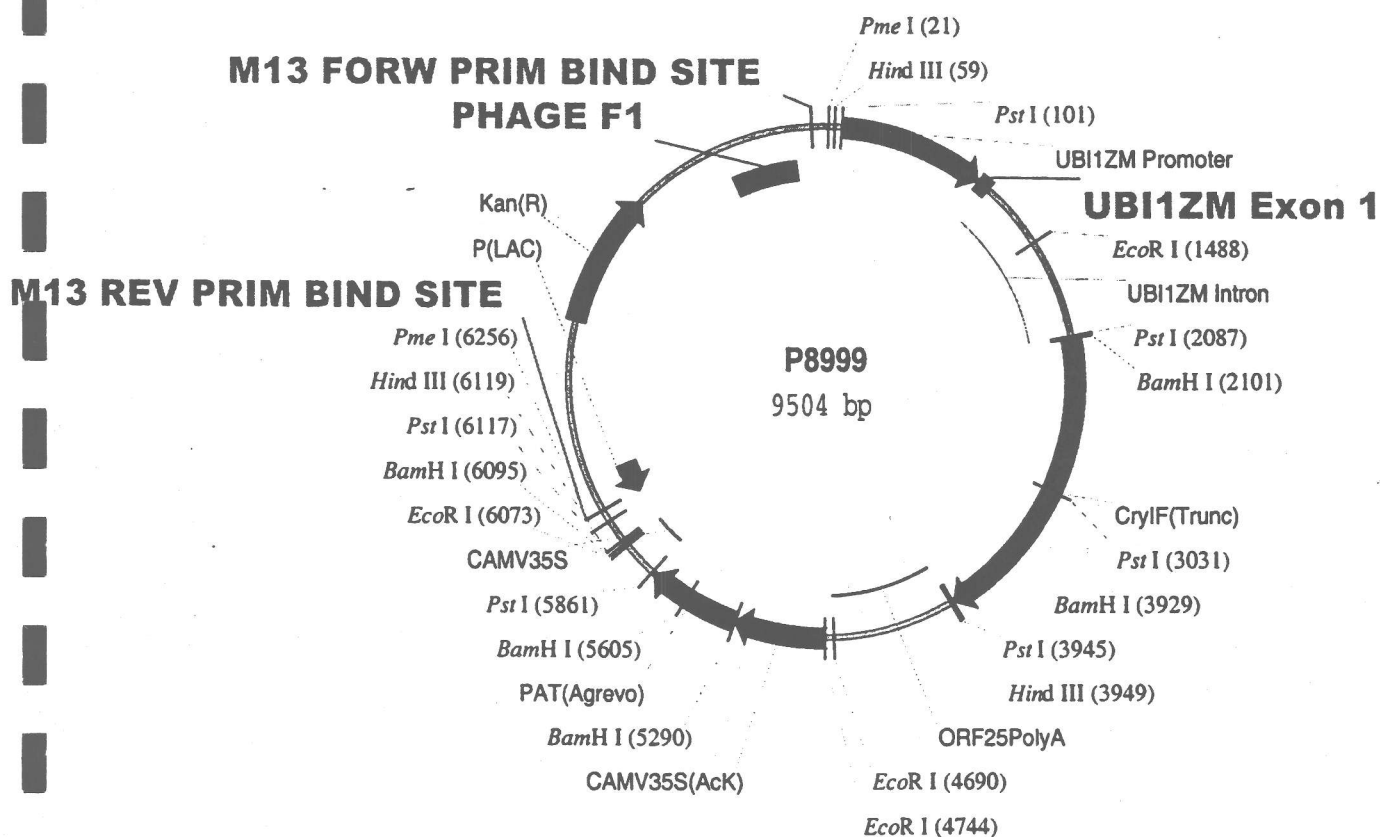 Pme I (21)
Hind III (59)
M13 FORW PRIM BIND SITE
PHAGE F1
Pst I (101)
UBI1ZM Promoter
UBI1ZM Exon 1
EcoR I (1488)
UBI1ZM Intron
Pst I (2087)
BamH I (2101)
Kan(R)
P(LAC)
M13 REV PRIM BIND SITE
Pme I (6256)
Hind III (6119)
Pst I (6117)
BamH I (6095)
EcoR I (6073)
CAMV35S
Pst I (5861)
BamH I (5605)
PAT(Agrevo)
BamH I (5290)
CAMV35S(AcK)
P8999
9504 bp
CryIF(Trunc)
Pst I (3031)
BamH I (3929)
Pst I (3945)
Hind III (3949)
ORF25PolyA
EcoR I (4690)
EcoR I (4744)